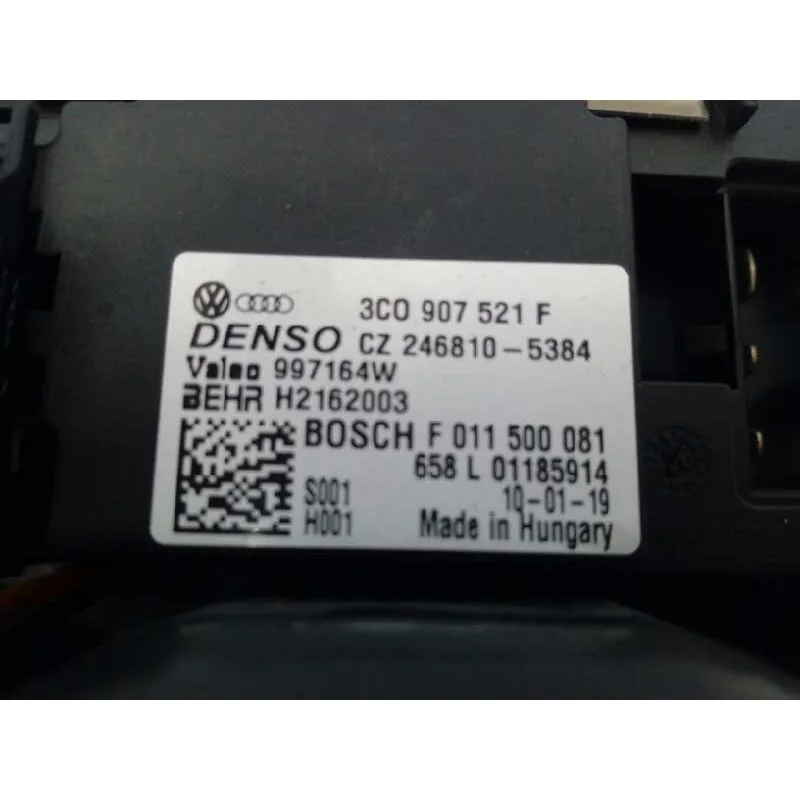 3C0 907 521 F
DENSO CZ 246810-5384
Valeo 997164W
BEHR H2162003
BOSCH F 011 500 081
658 L 01185914
S001 10-01-19
H001 Made in Hungary